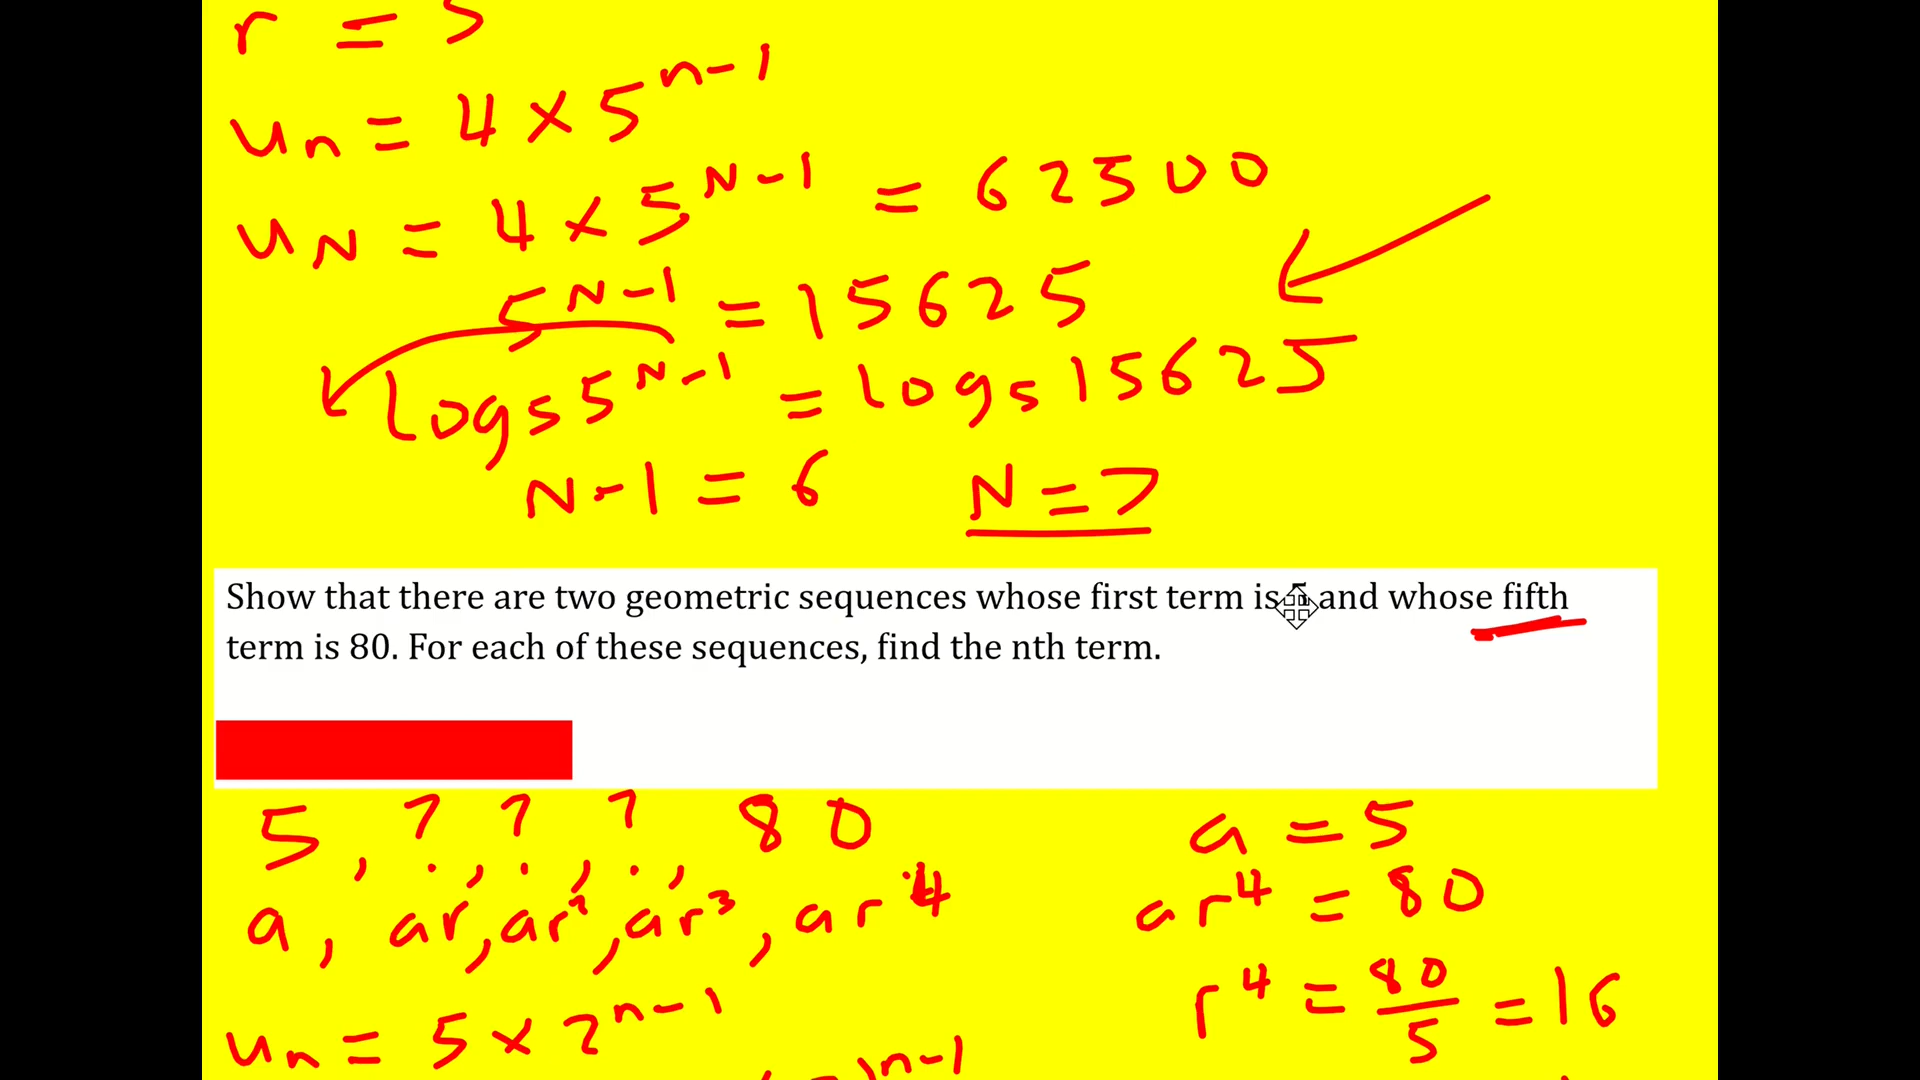 r = 5
un = 4 × 5^n-1
uN = 4 × 5^N-1 = 62500
5^N-1 = 15625
log5 5^N-1 = log5 15625
N-1 = 6 N = 7
Show that there are two geometric sequences whose first term is 5 and whose fifth
term is 80. For each of these sequences, find the nth term.
5, ?, ?, ?, 80
a = 5
a, ar, ar², ar³, ar⁴
ar⁴ = 80
r⁴ = 80/5 = 16
un = 5 × 2^n-1
)^n-1